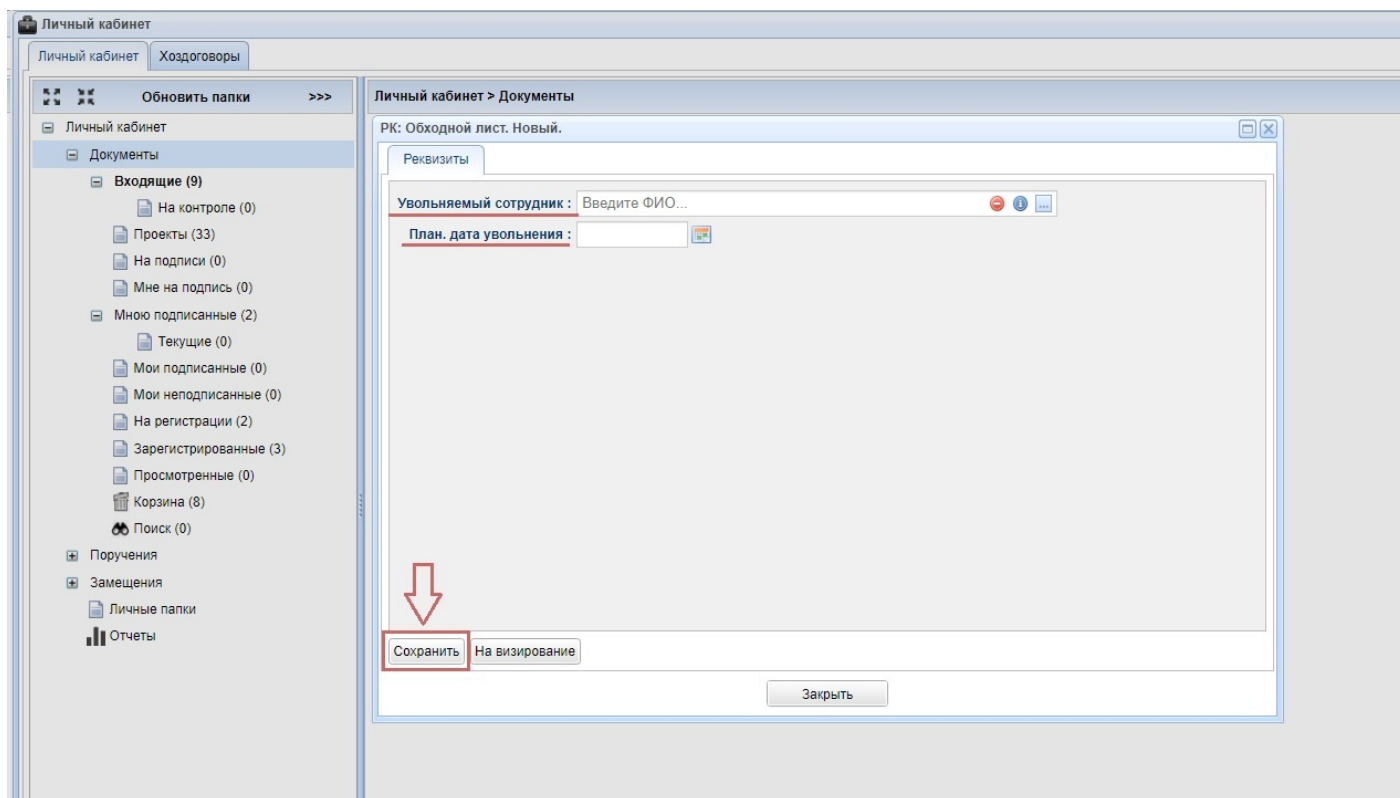 Личный кабинет
Личный кабинет Хоздоговоры
Обновить папки >>>
Личный кабинет
Документы
Входящие (9)
На контроле (0)
Проекты (33)
На подписи (0)
Мне на подпись (0)
Мною подписанные (2)
Текущие (0)
Мои подписанные (0)
Мои неподписанные (0)
На регистрации (2)
Зарегистрированные (3)
Просмотренные (0)
Корзина (8)
Поиск (0)
Поручения
Замещения
Личные папки
Отчеты
Личный кабинет > Документы
РК: Обходной лист. Новый.
Реквизиты
Увольняемый сотрудник : Введите ФИО... ...
План. дата увольнения :
Сохранить На визирование
Закрыть